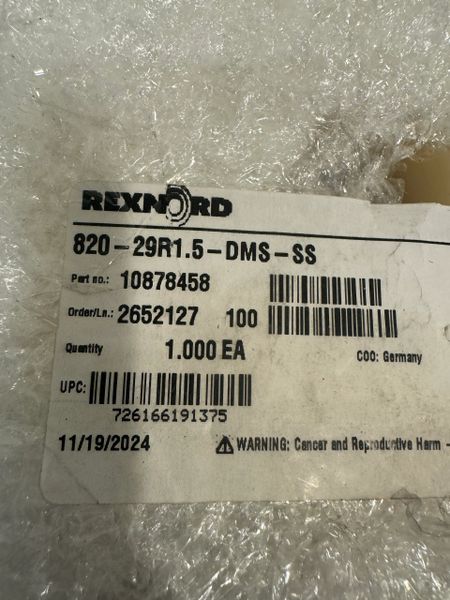 REXNORD
820-29R1.5-DMS-SS
Part no.: 10878458
Order/Ln.: 2652127 100
Quantity 1.000 EA
COO: Germany
UPC:
726166191375
11/19/2024 ⚠ WARNING: Cancer and Reproductive Harm -